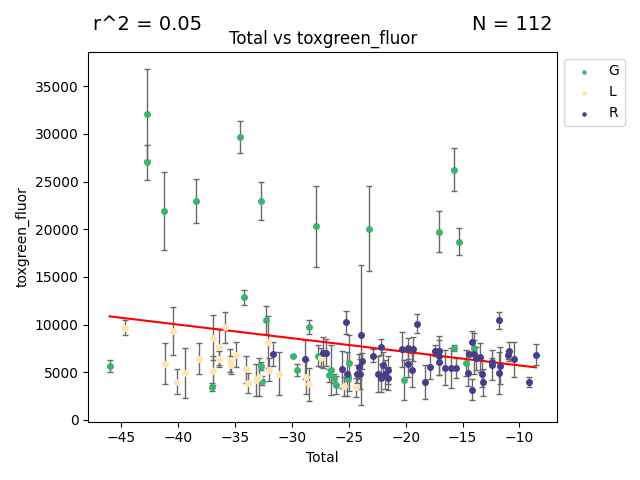 r^2 = 0.05 N = 112
Total vs toxgreen_fluor
G
L
R
35000
30000
25000
20000
15000
10000
5000
0
toxgreen_fluor
−45 −40 −35 −30 −25 −20 −15 −10
Total